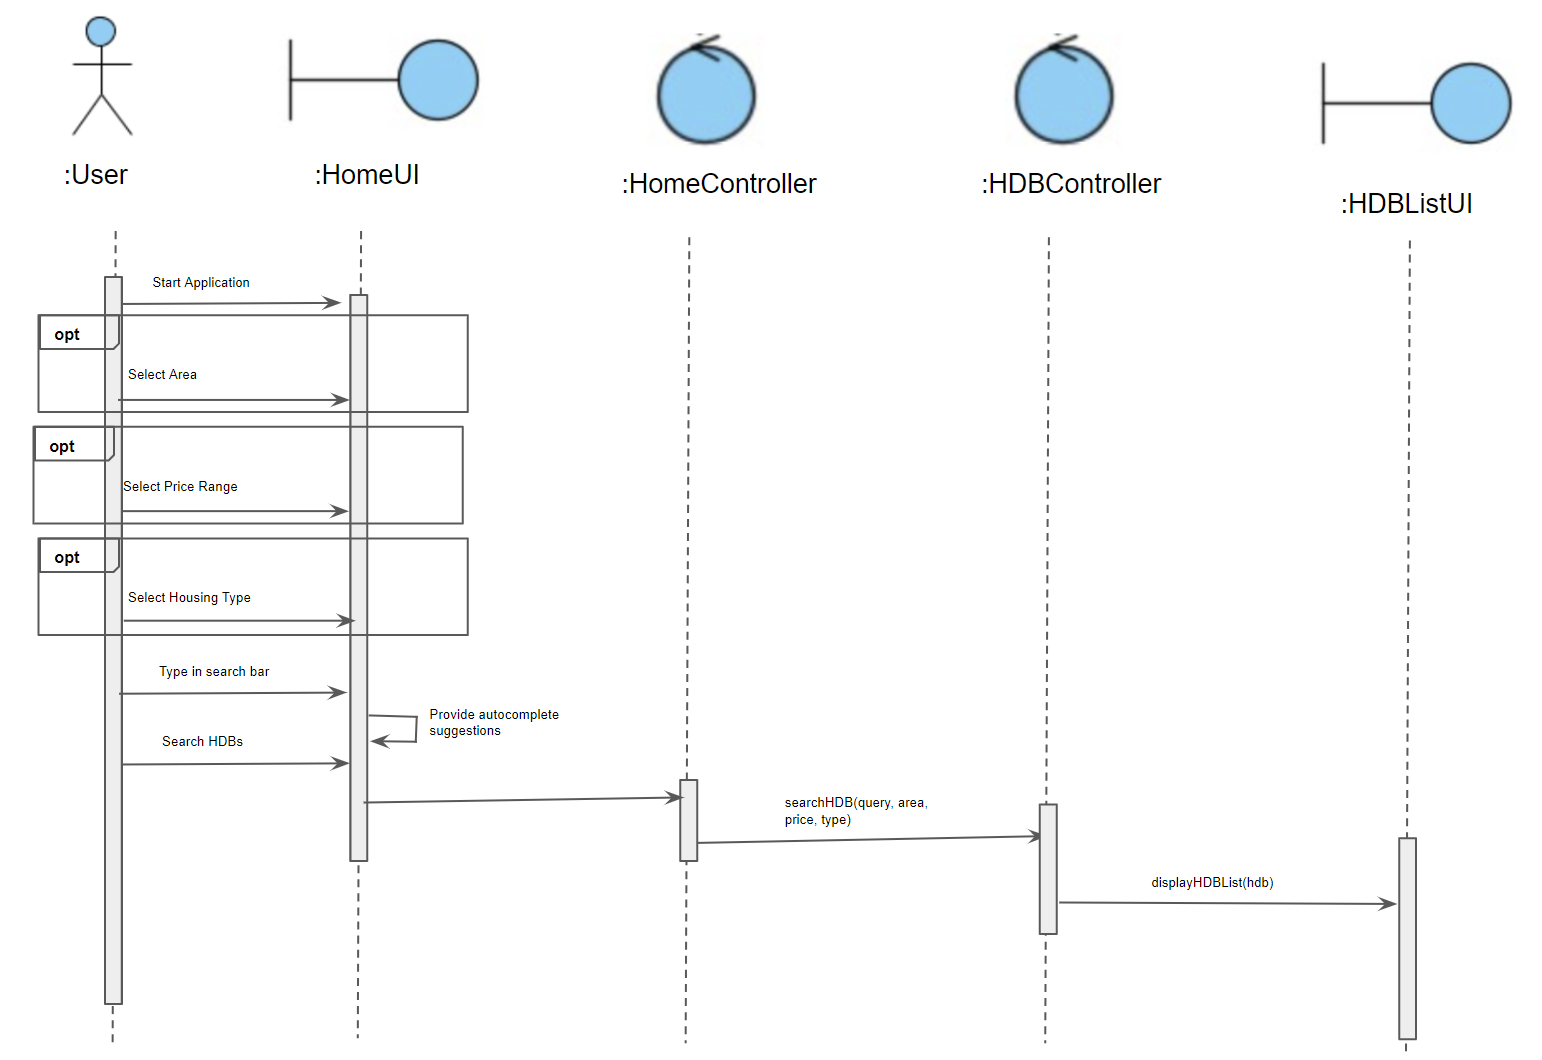 :User
:HomeUI
:HomeController
:HDBController
:HDBListUI
Start Application
opt
Select Area
opt
Select Price Range
opt
Select Housing Type
Type in search bar
Provide autocomplete
suggestions
Search HDBs
searchHDB(query, area,
price, type)
displayHDBList(hdb)